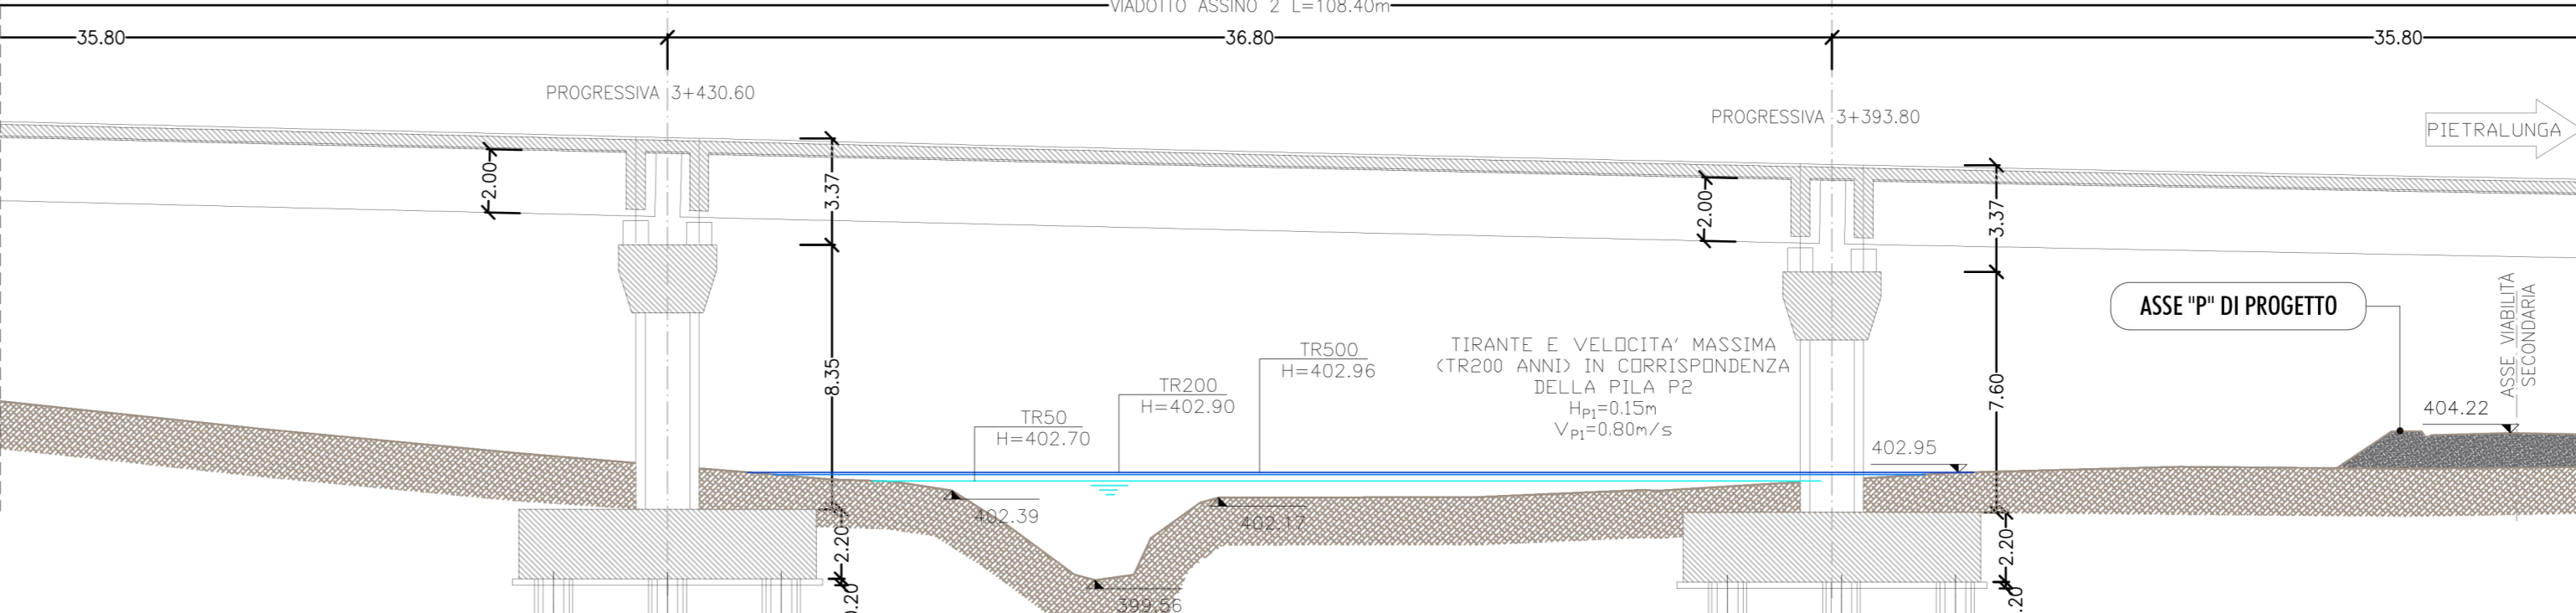 VIADOTTO ASSINO 2 L=108.40m
35.80
36.80
35.80
PROGRESSIVA 3+430.60
PROGRESSIVA 3+393.80
PIETRALUNGA
2.00
3.37
2.00
3.37
ASSE "P" DI PROGETTO
ASSE VIABILITÀ
SECONDARIA
8.35
7.60
TR500
H=402.96
TR200
H=402.90
TR50
H=402.70
TIRANTE E VELOCITA' MASSIMA
(TR200 ANNI) IN CORRISPONDENZA
DELLA PILA P2
HP1=0.15m
VP1=0.80m/s
404.22
402.95
402.39
402.17
2.20
2.20
399.56
0.20
.20